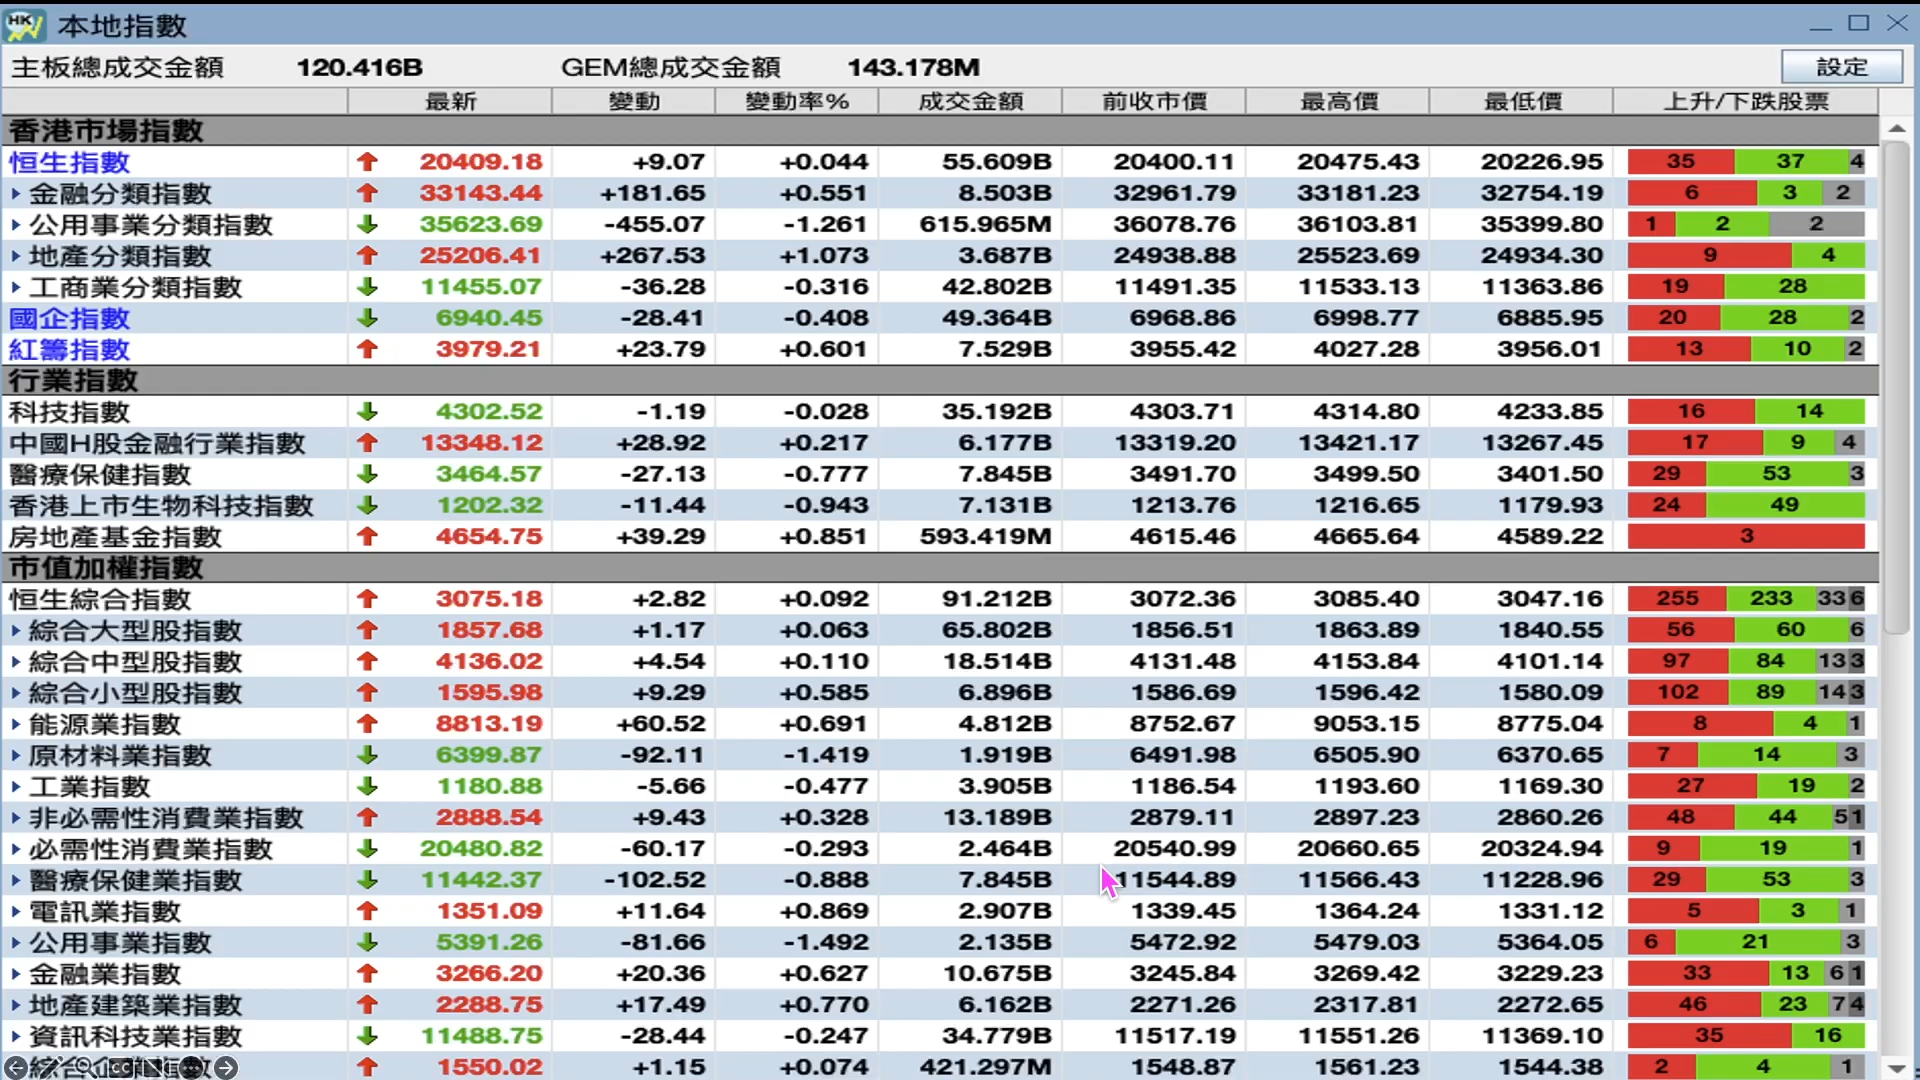 HK 本地指數
主板總成交金額 120.416B GEM總成交金額 143.178M 設定
最新 變動 變動率% 成交金額 前收市價 最高價 最低價 上升/下跌股票
香港市場指數
恒生指數 20409.18 +9.07 +0.044 55.609B 20400.11 20475.43 20226.95 35 37 4
金融分類指數 33143.44 +181.65 +0.551 8.503B 32961.79 33181.23 32754.19 6 3 2
公用事業分類指數 35623.69 -455.07 -1.261 615.965M 36078.76 36103.81 35399.80 1 2 2
地產分類指數 25206.41 +267.53 +1.073 3.687B 24938.88 25523.69 24934.30 9 4
工商業分類指數 11455.07 -36.28 -0.316 42.802B 11491.35 11533.13 11363.86 19 28
國企指數 6940.45 -28.41 -0.408 49.364B 6968.86 6998.77 6885.95 20 28 2
紅籌指數 3979.21 +23.79 +0.601 7.529B 3955.42 4027.28 3956.01 13 10 2
行業指數
科技指數 4302.52 -1.19 -0.028 35.192B 4303.71 4314.80 4233.85 16 14
中國H股金融行業指數 13348.12 +28.92 +0.217 6.177B 13319.20 13421.17 13267.45 17 9 4
醫療保健指數 3464.57 -27.13 -0.777 7.845B 3491.70 3499.50 3401.50 29 53 3
香港上市生物科技指數 1202.32 -11.44 -0.943 7.131B 1213.76 1216.65 1179.93 24 49
房地產基金指數 4654.75 +39.29 +0.851 593.419M 4615.46 4665.64 4589.22 3
市值加權指數
恒生綜合指數 3075.18 +2.82 +0.092 91.212B 3072.36 3085.40 3047.16 255 233 33 6
綜合大型股指數 1857.68 +1.17 +0.063 65.802B 1856.51 1863.89 1840.55 56 60 6
綜合中型股指數 4136.02 +4.54 +0.110 18.514B 4131.48 4153.84 4101.14 97 84 13 3
綜合小型股指數 1595.98 +9.29 +0.585 6.896B 1586.69 1596.42 1580.09 102 89 14 3
能源業指數 8813.19 +60.52 +0.691 4.812B 8752.67 9053.15 8775.04 8 4 1
原材料業指數 6399.87 -92.11 -1.419 1.919B 6491.98 6505.90 6370.65 7 14 3
工業指數 1180.88 -5.66 -0.477 3.905B 1186.54 1193.60 1169.30 27 19 2
非必需性消費業指數 2888.54 +9.43 +0.328 13.189B 2879.11 2897.23 2860.26 48 44 5 1
必需性消費業指數 20480.82 -60.17 -0.293 2.464B 20540.99 20660.65 20324.94 9 19 1
醫療保健業指數 11442.37 -102.52 -0.888 7.845B 11544.89 11566.43 11228.96 29 53 3
電訊業指數 1351.09 +11.64 +0.869 2.907B 1339.45 1364.24 1331.12 5 3 1
公用事業指數 5391.26 -81.66 -1.492 2.135B 5472.92 5479.03 5364.05 6 21 3
金融業指數 3266.20 +20.36 +0.627 10.675B 3245.84 3269.42 3229.23 33 13 6 1
地產建築業指數 2288.75 +17.49 +0.770 6.162B 2271.26 2317.81 2272.65 46 23 7 4
資訊科技業指數 11488.75 -28.44 -0.247 34.779B 11517.19 11551.26 11369.10 35 16
綜合企業指數 1550.02 +1.15 +0.074 421.297M 1548.87 1561.23 1544.38 2 4 1